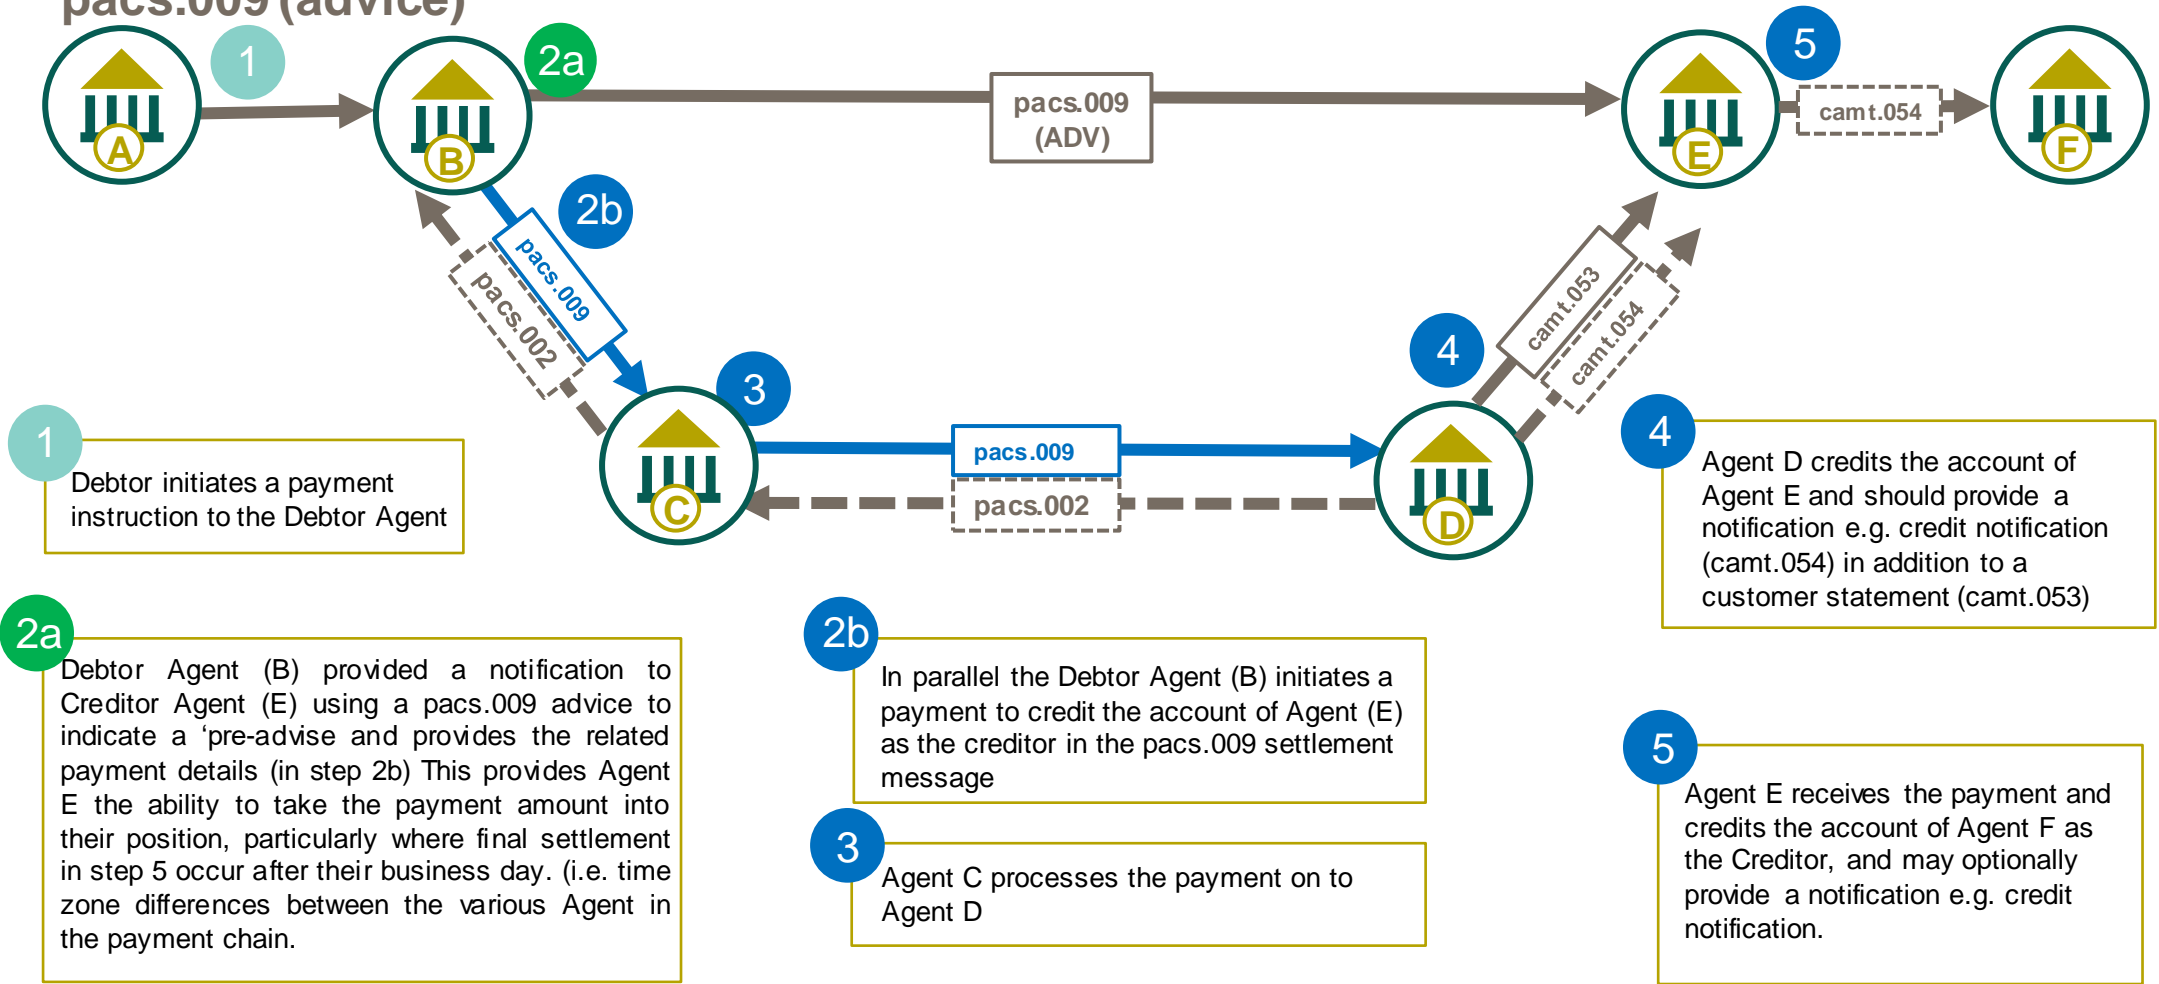 pacs.009 (advice)
1
2a
5
pacs.009
(ADV)
camt.054
A
B
E
F
2b
pacs.009
pacs.002
camt.053
camt.054
3
4
pacs.009
pacs.002
C
D
1
Debtor initiates a payment
instruction to the Debtor Agent
4
Agent D credits the account of
Agent E and should provide a
notification e.g. credit notification
(camt.054) in addition to a
customer statement (camt.053)
2a
Debtor Agent (B) provided a notification to
Creditor Agent (E) using a pacs.009 advice to
indicate a ‘pre-advise and provides the related
payment details (in step 2b) This provides Agent
E the ability to take the payment amount into
their position, particularly where final settlement
in step 5 occur after their business day. (i.e. time
zone differences between the various Agent in
the payment chain.
2b
In parallel the Debtor Agent (B) initiates a
payment to credit the account of Agent (E)
as the creditor in the pacs.009 settlement
message
3
Agent C processes the payment on to
Agent D
5
Agent E receives the payment and
credits the account of Agent F as
the Creditor, and may optionally
provide a notification e.g. credit
notification.